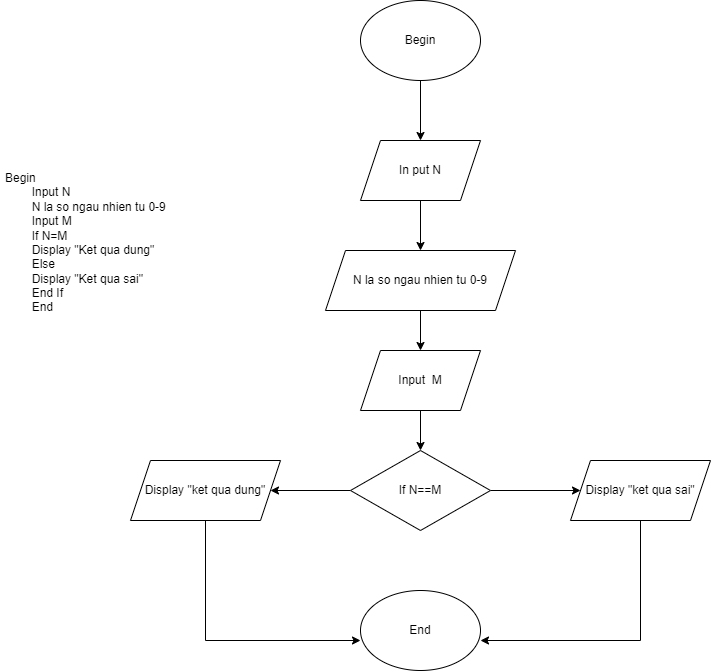 Begin
Input N
N la so ngau nhien tu 0-9
Input M
If N=M
Display "Ket qua dung"
Else
Display "Ket qua sai"
End If
End
Begin
In put N
N la so ngau nhien tu 0-9
Input  M
If N==M
Display "ket qua dung"
Display "ket qua sai"
End